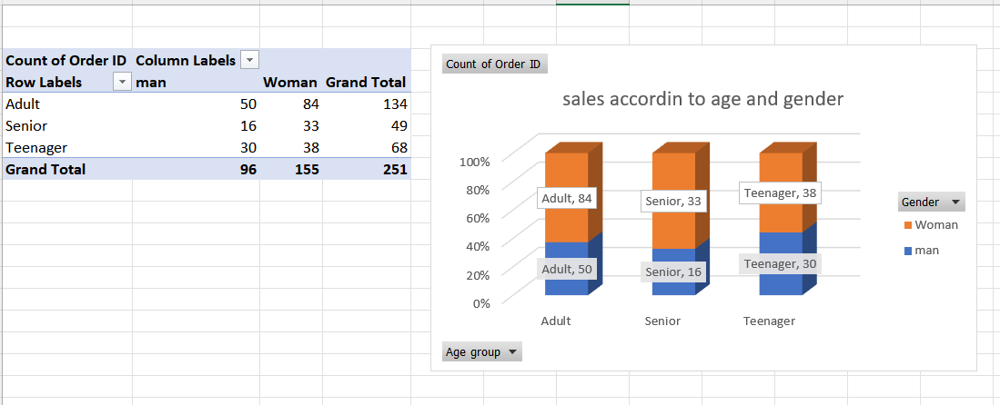 Count of Order ID Column Labels
Row Labels man Woman Grand Total
Adult 50 84 134
Senior 16 33 49
Teenager 30 38 68
Grand Total 96 155 251
Count of Order ID
sales accordin to age and gender
100%
80%
60%
40%
20%
0%
Adult, 84
Senior, 33
Teenager, 38
Adult, 50
Senior, 16
Teenager, 30
Adult Senior Teenager
Gender
Woman
man
Age group